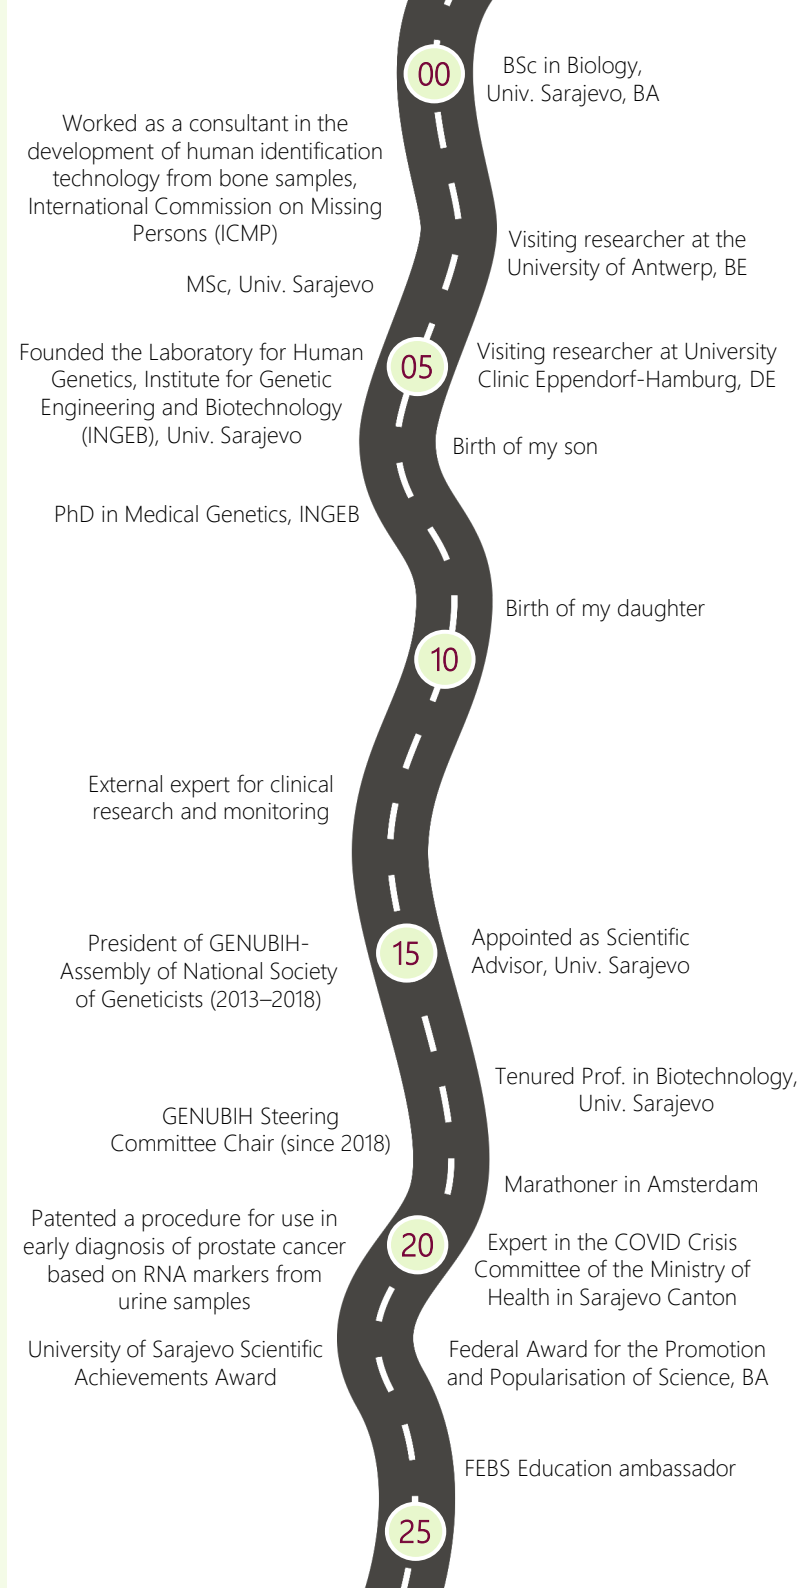 00
BSc in Biology,
Univ. Sarajevo, BA
Worked as a consultant in the
development of human identification
technology from bone samples,
International Commission on Missing
Persons (ICMP)
Visiting researcher at the
University of Antwerp, BE
MSc, Univ. Sarajevo
Founded the Laboratory for Human
Genetics, Institute for Genetic
Engineering and Biotechnology
(INGEB), Univ. Sarajevo
05
Visiting researcher at University
Clinic Eppendorf-Hamburg, DE
Birth of my son
PhD in Medical Genetics, INGEB
Birth of my daughter
10
External expert for clinical
research and monitoring
President of GENUBIH-
Assembly of National Society
of Geneticists (2013–2018)
15
Appointed as Scientific
Advisor, Univ. Sarajevo
Tenured Prof. in Biotechnology,
Univ. Sarajevo
GENUBIH Steering
Committee Chair (since 2018)
Marathoner in Amsterdam
Patented a procedure for use in
early diagnosis of prostate cancer
based on RNA markers from
urine samples
20
Expert in the COVID Crisis
Committee of the Ministry of
Health in Sarajevo Canton
University of Sarajevo Scientific
Achievements Award
Federal Award for the Promotion
and Popularisation of Science, BA
FEBS Education ambassador
25